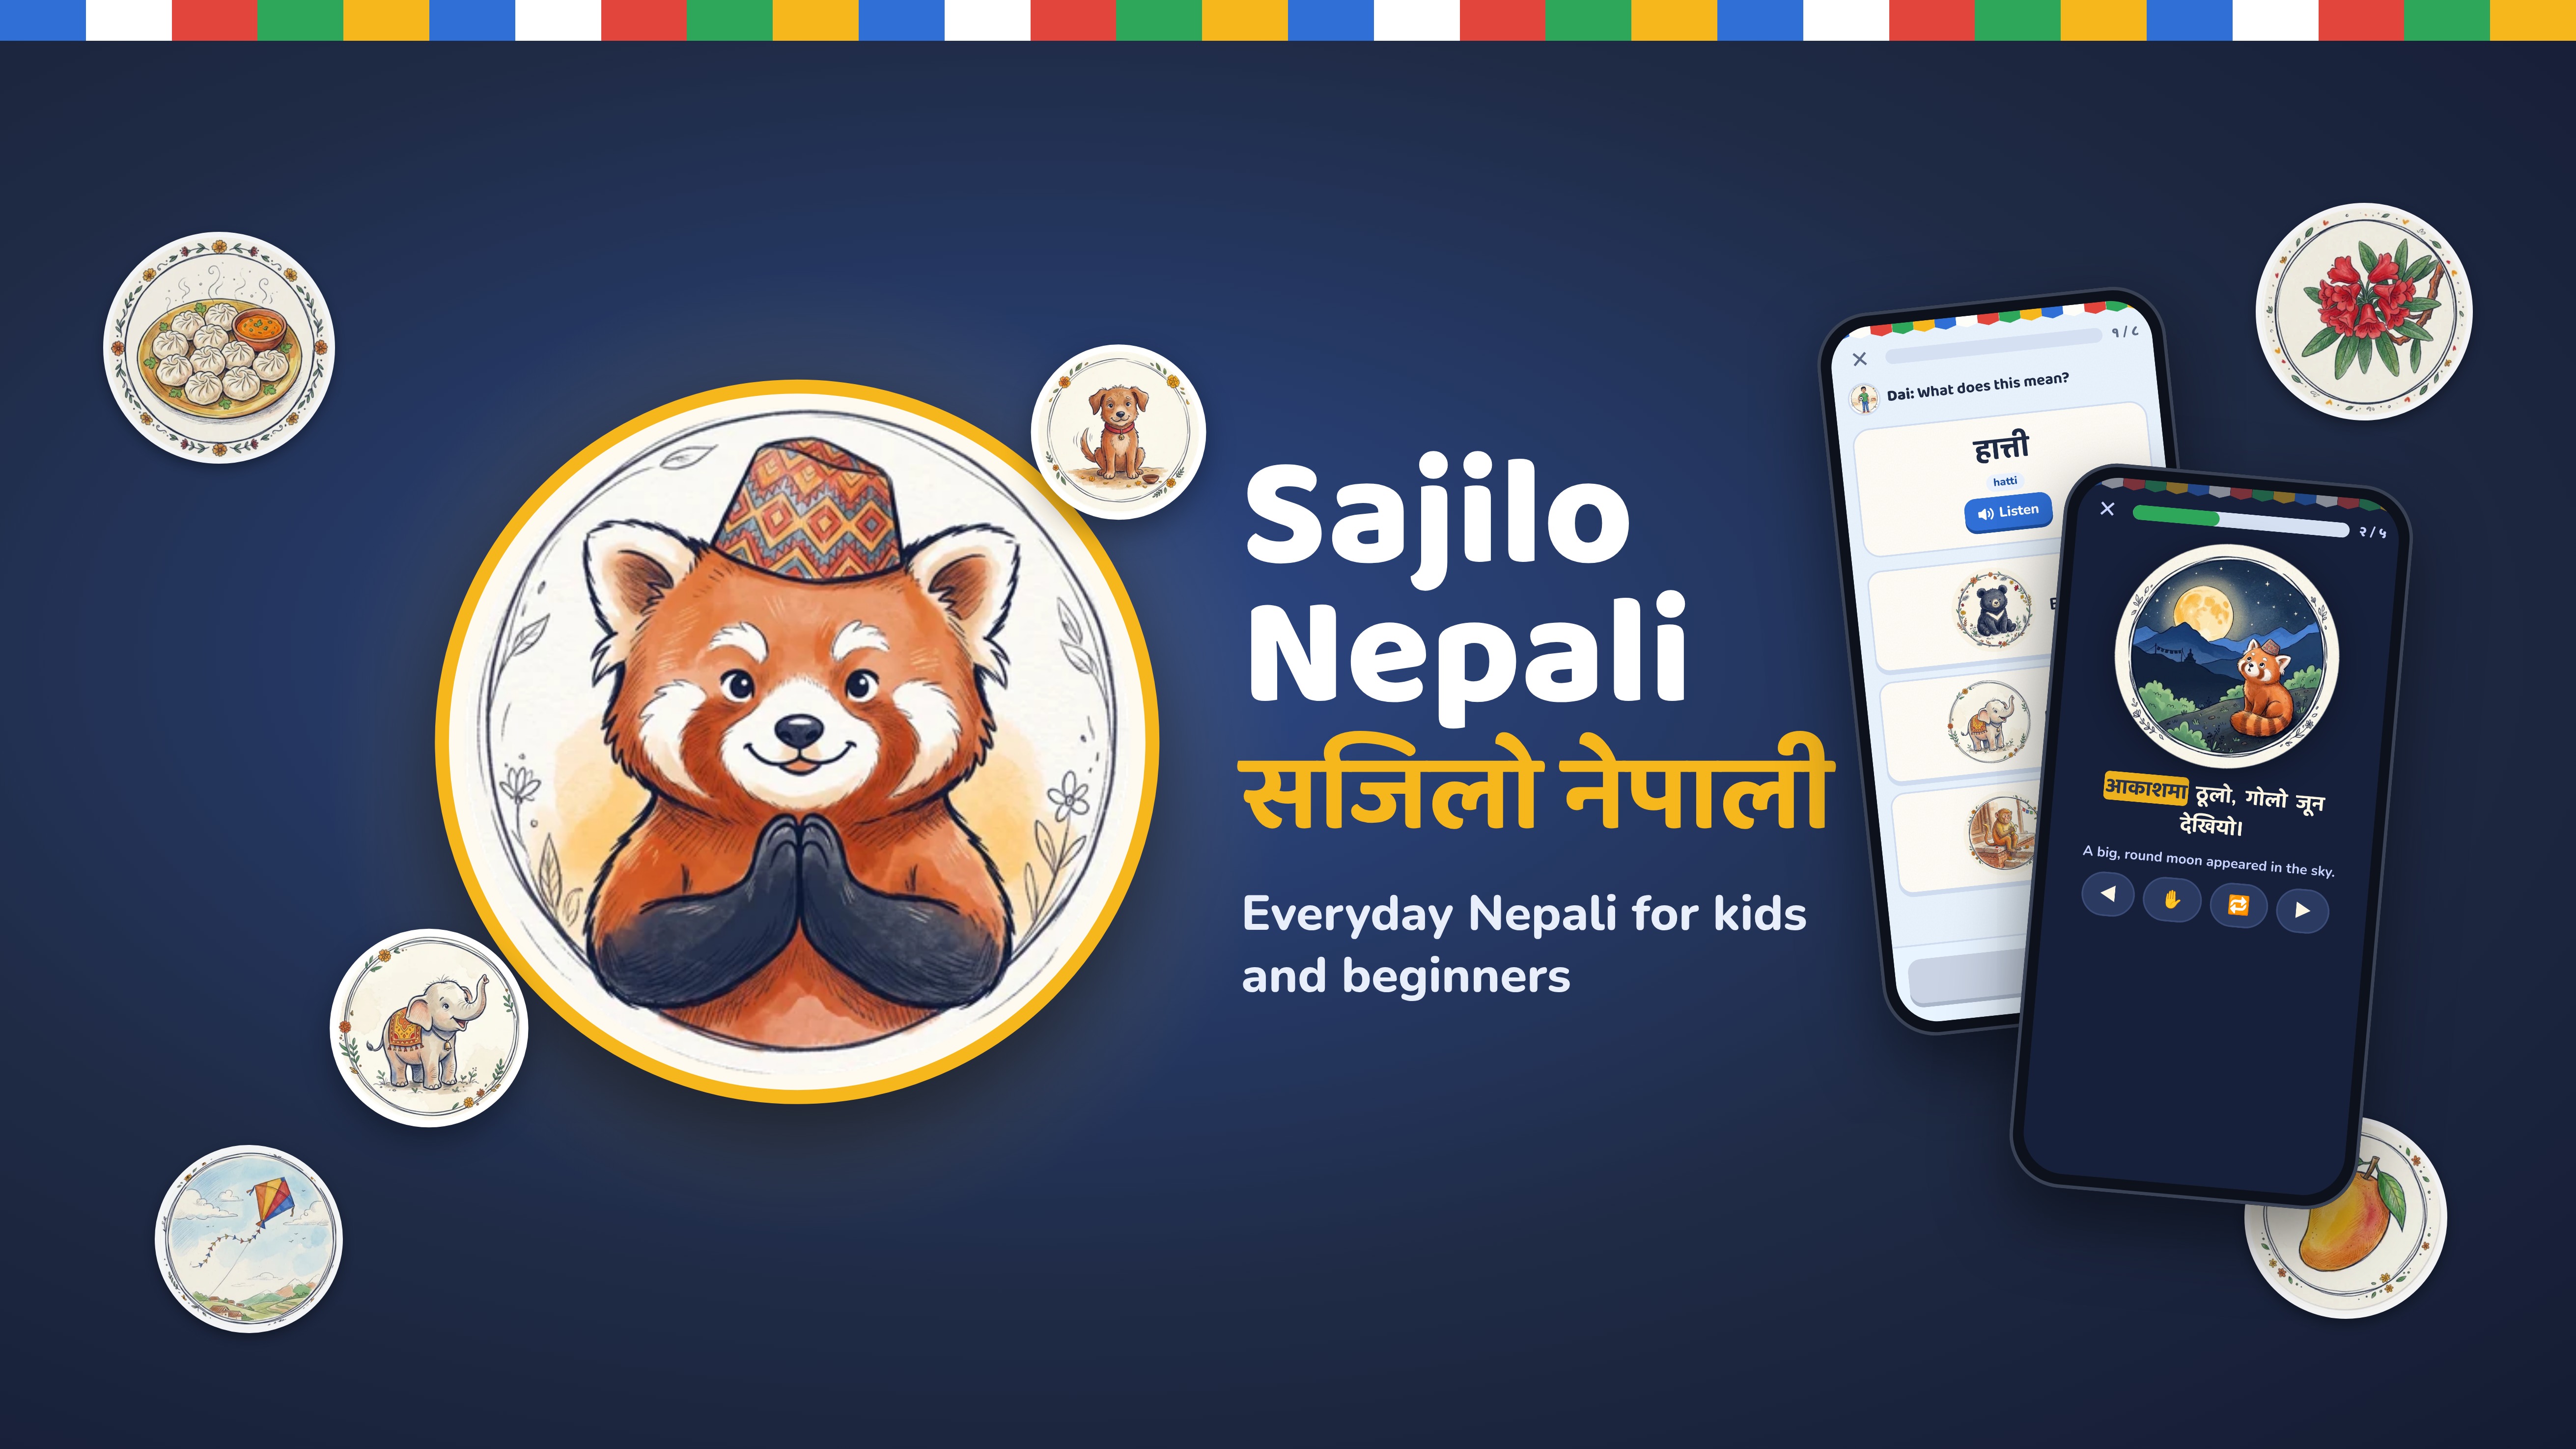 Sajilo
Nepali
सजिलो नेपाली
Everyday Nepali for kids
and beginners
१/८
Dai: What does this mean?
हात्ती
hatti
Listen
२/५
आकाशमा ठूलो, गोलो जून
देखियो।
A big, round moon appeared in the sky.